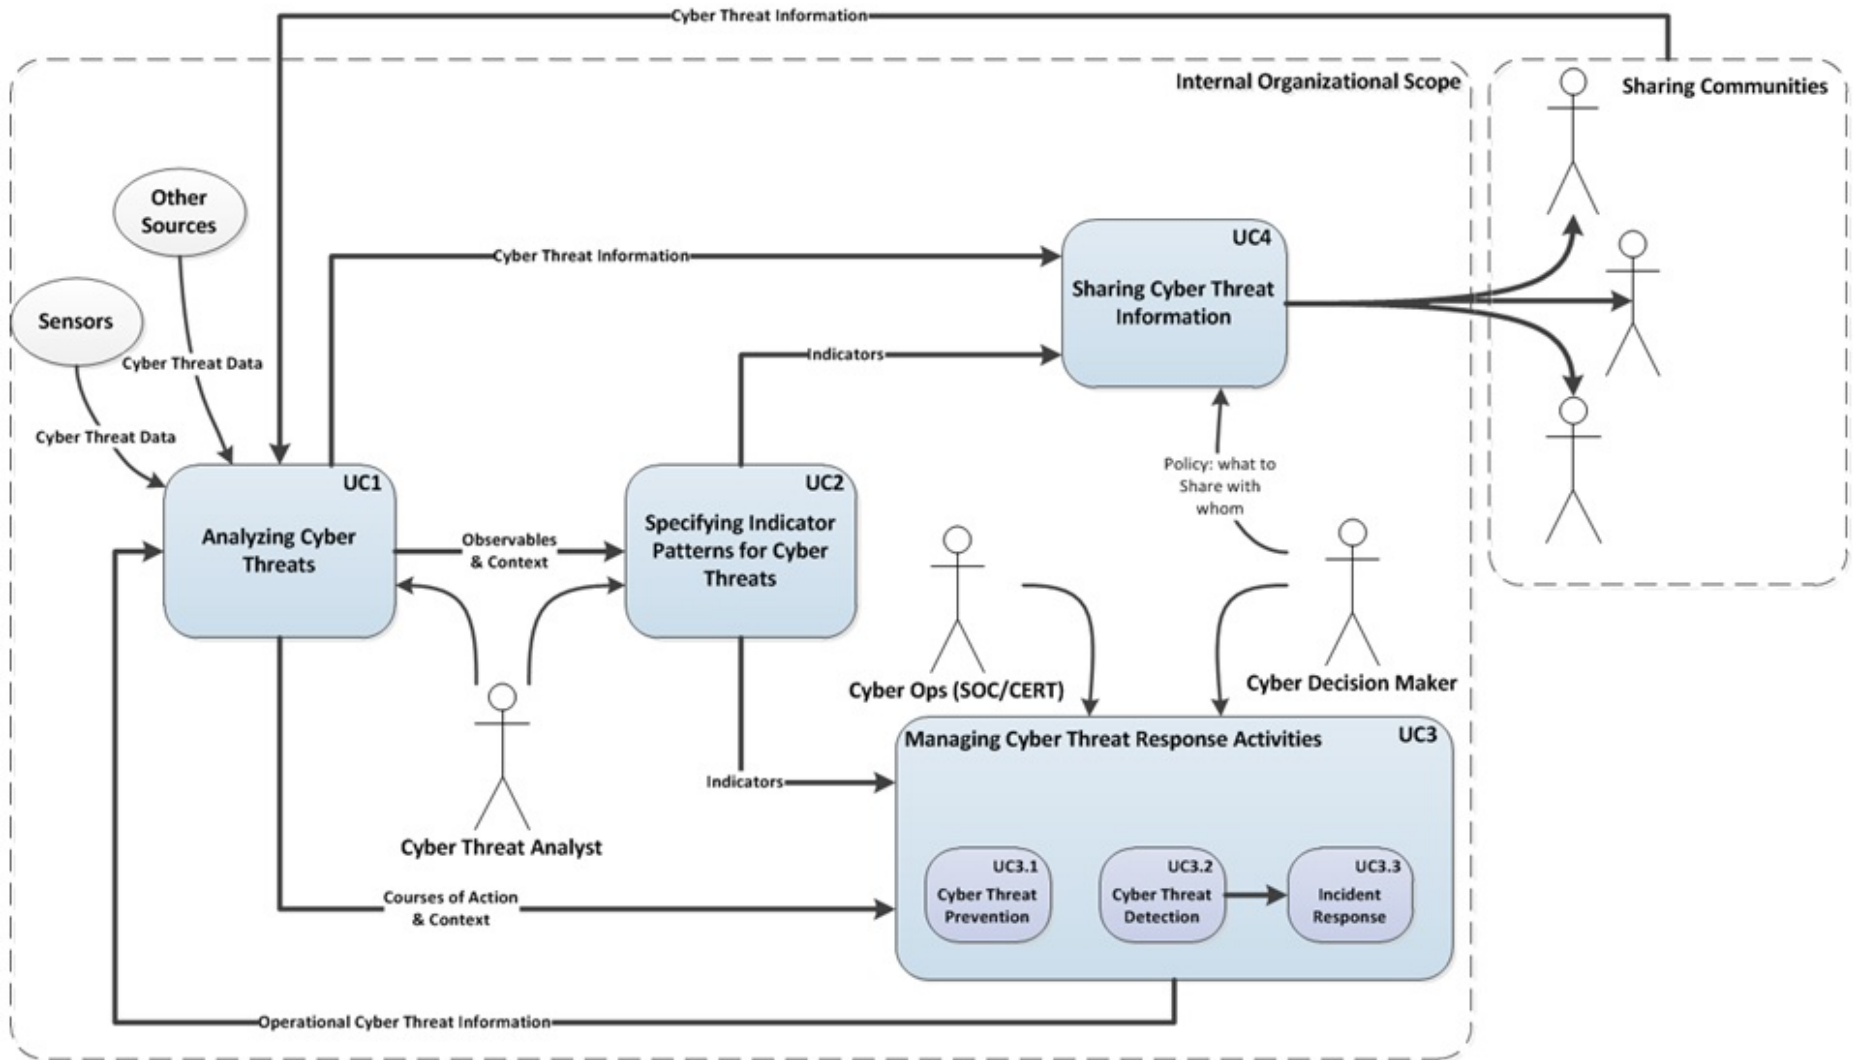 Cyber Threat Information
Internal Organizational Scope
Sharing Communities
Other
Sources
Sensors
Cyber Threat Data
Cyber Threat Data
Cyber Threat Information
UC4
Sharing Cyber Threat
Information
Indicators
Policy: what to
Share with
whom
UC1
Analyzing Cyber
Threats
Observables
& Context
UC2
Specifying Indicator
Patterns for Cyber
Threats
Cyber Ops (SOC/CERT)
Cyber Decision Maker
Cyber Threat Analyst
Indicators
Managing Cyber Threat Response Activities
UC3
UC3.1
Cyber Threat
Prevention
UC3.2
Cyber Threat
Detection
UC3.3
Incident
Response
Courses of Action
& Context
Operational Cyber Threat Information